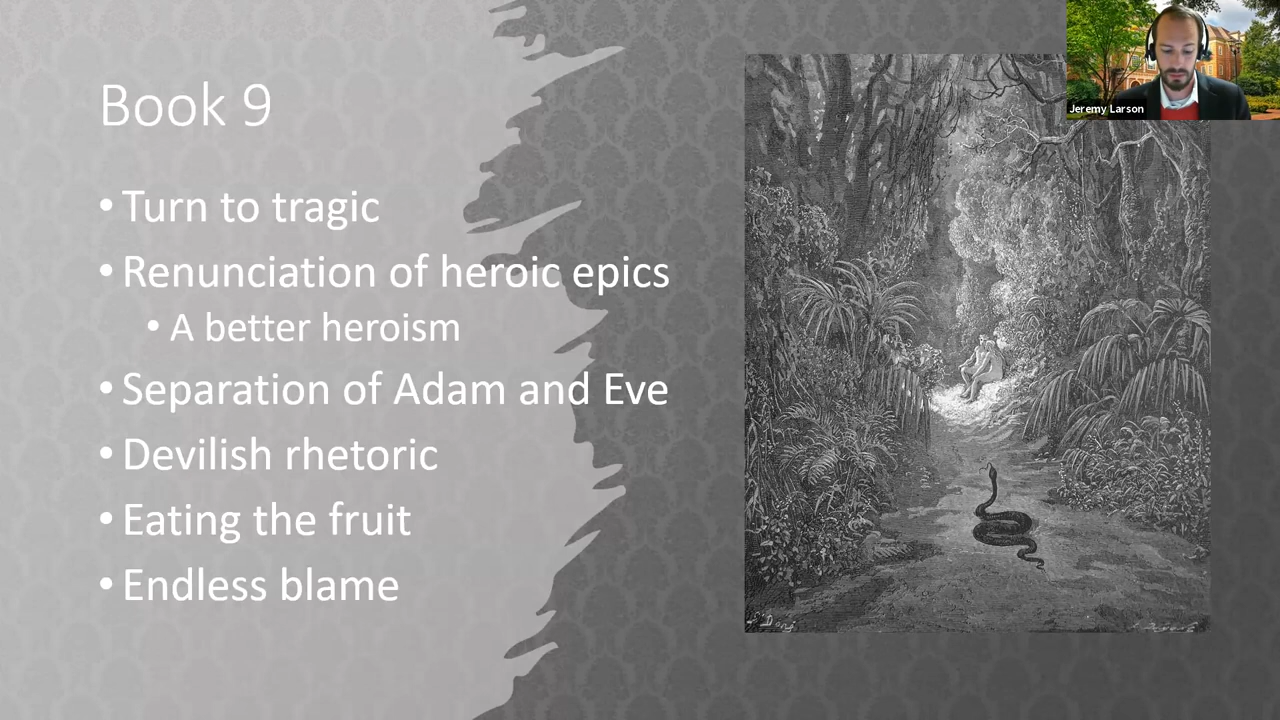 Book 9
• Turn to tragic
• Renunciation of heroic epics
• A better heroism
• Separation of Adam and Eve
• Devilish rhetoric
• Eating the fruit
• Endless blame
Jeremy Larson